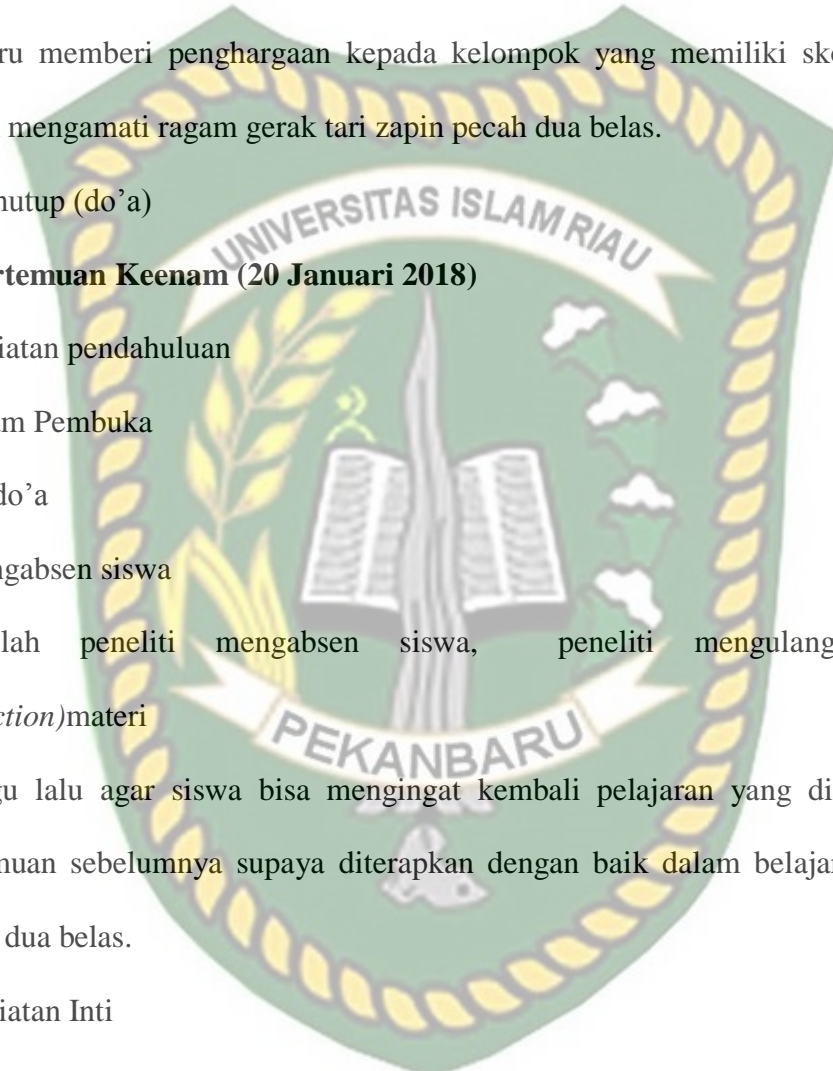 ru memberi penghargaan kepada kelompok yang memiliki sk
mengamati ragam gerak tari zapin pecah dua belas.
nutup (do’a)
UNIVERSITAS ISLAM RIAU
rtemuan Keenam (20 Januari 2018)
iatan pendahuluan
am Pembuka
do’a
ngabsen siswa
lah peneliti mengabsen siswa, peneliti mengulang
ction)materi
PEKANBARU
gu lalu agar siswa bisa mengingat kembali pelajaran yang di
muan sebelumnya supaya diterapkan dengan baik dalam belajar
dua belas.
iatan Inti